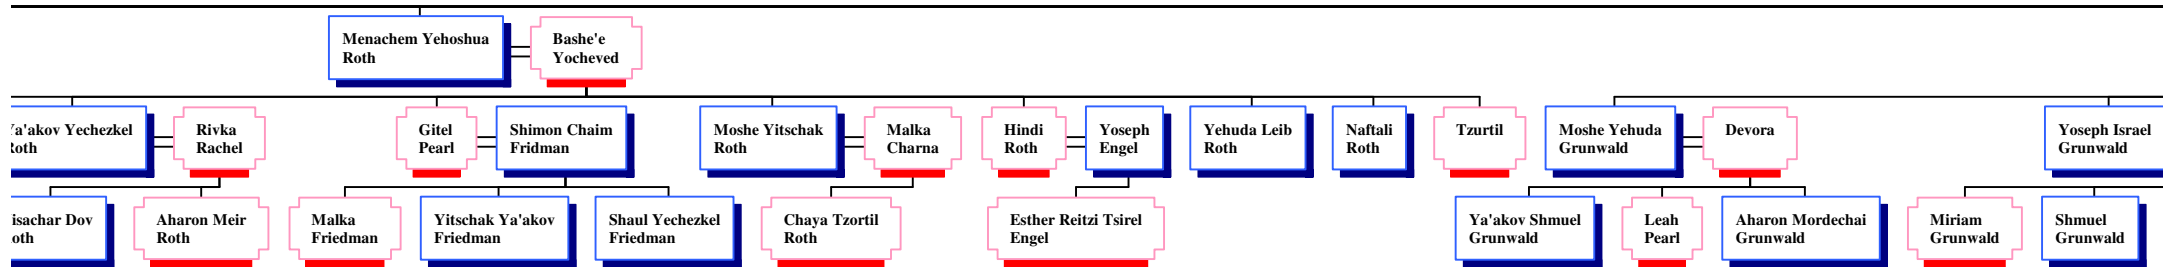 Menachem Yehoshua
Roth
Bashe'e
Yocheved
Ya'akov Yechezkel
Roth
Rivka
Rachel
Gitel
Pearl
Shimon Chaim
Fridman
Moshe Yitschak
Roth
Malka
Charna
Hindi
Roth
Yoseph
Engel
Yehuda Leib
Roth
Naftali
Roth
Tzurtil
Moshe Yehuda
Grunwald
Devora
Yoseph Israel
Grunwald
isachar Dov
oth
Aharon Meir
Roth
Malka
Friedman
Yitschak Ya'akov
Friedman
Shaul Yechezkel
Friedman
Chaya Tzortil
Roth
Esther Reitzi Tsirel
Engel
Ya'akov Shmuel
Grunwald
Leah
Pearl
Aharon Mordechai
Grunwald
Miriam
Grunwald
Shmuel
Grunwald